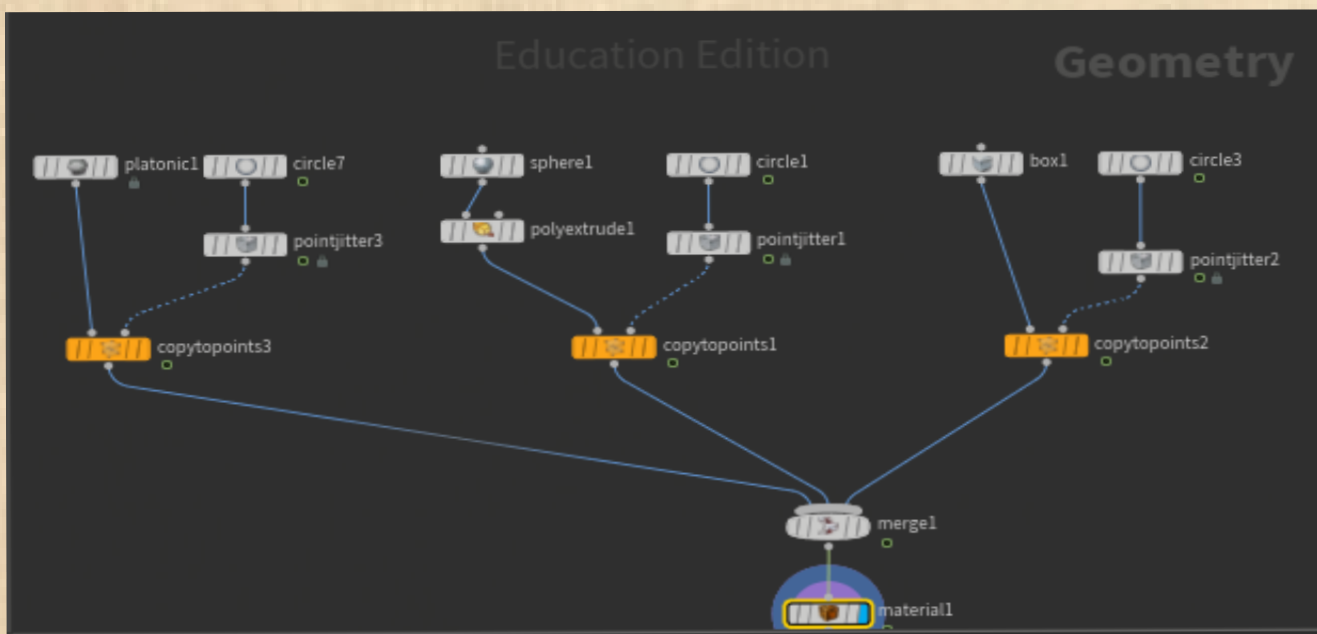 Education Edition
Geometry
platonic1
circle7
sphere1
circle1
box1
circle3
pointjitter3
polyextrude1
pointjitter1
pointjitter2
copytopoints3
copytopoints1
copytopoints2
merge1
material1